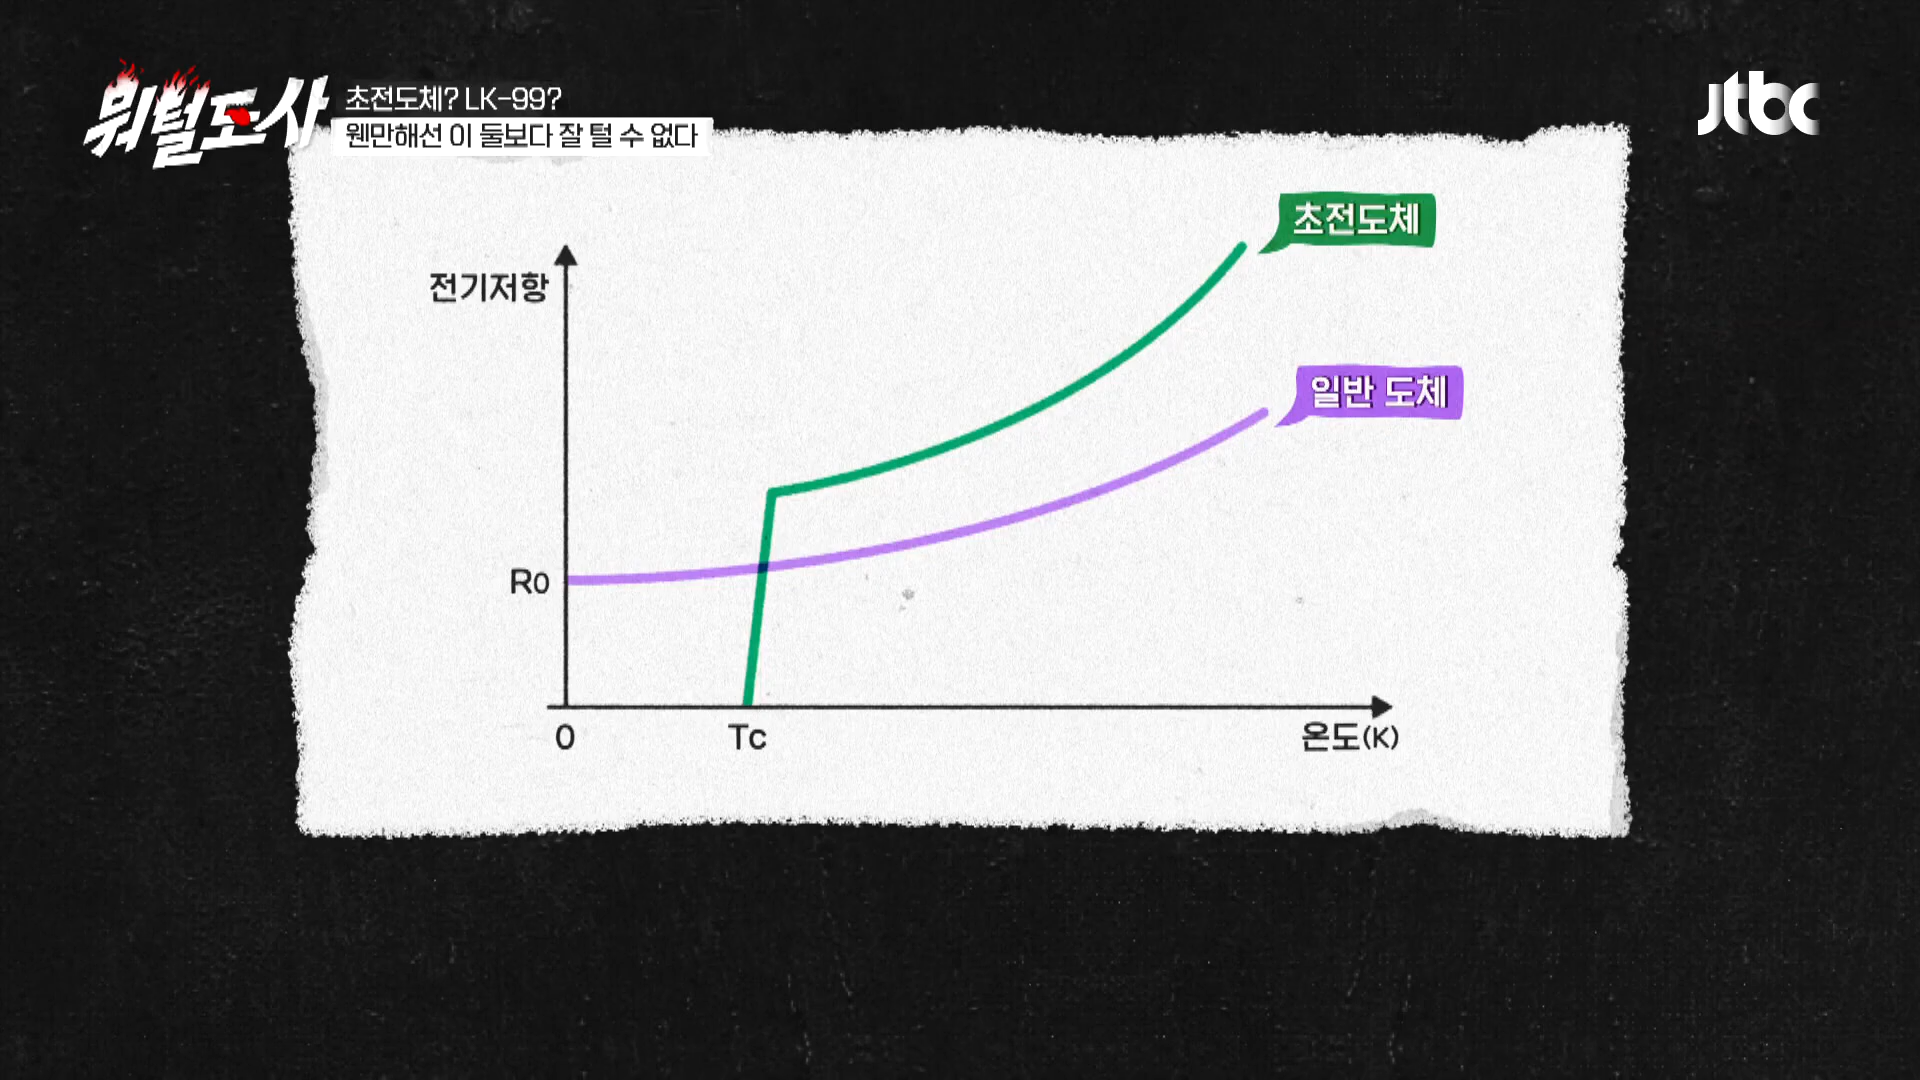 뭐털도사
초전도체? LK-99?
웬만해선 이 둘보다 잘 털 수 없다
jtbc
초전도체
전기저항
일반 도체
R0
0
Tc
온도(K)